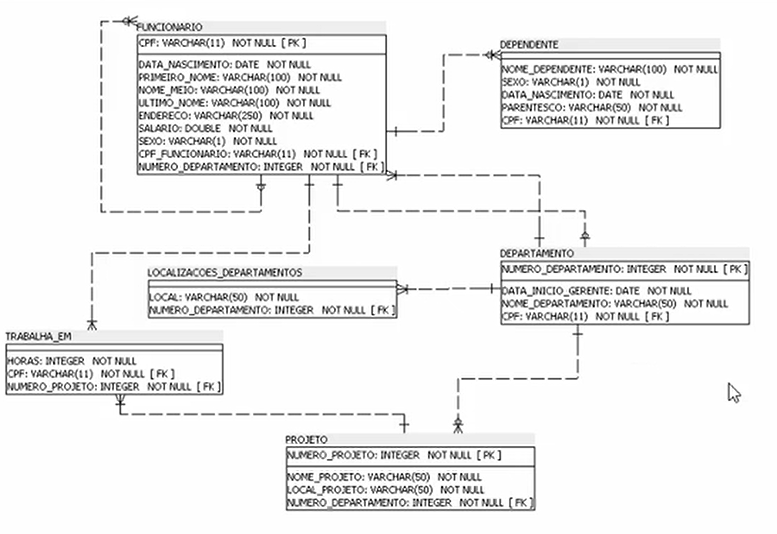 FUNCIONARIO
CPF: VARCHAR(11) NOT NULL [ PK ]
DATA_NASCIMENTO: DATE NOT NULL
PRIMEIRO_NOME: VARCHAR(100) NOT NULL
NOME_MEIO: VARCHAR(100) NOT NULL
ULTIMO_NOME: VARCHAR(100) NOT NULL
ENDERECO: VARCHAR(250) NOT NULL
SALARIO: DOUBLE NOT NULL
SEXO: VARCHAR(1) NOT NULL
CPF_FUNCIONARIO: VARCHAR(11) NOT NULL [ FK ]
NUMERO_DEPARTAMENTO: INTEGER NOT NULL [ FK ]
DEPENDENTE
NOME_DEPENDENTE: VARCHAR(100) NOT NULL
SEXO: VARCHAR(1) NOT NULL
DATA_NASCIMENTO: DATE NOT NULL
PARENTESCO: VARCHAR(50) NOT NULL
CPF: VARCHAR(11) NOT NULL [ FK ]
DEPARTAMENTO
NUMERO_DEPARTAMENTO: INTEGER NOT NULL [ PK ]
DATA_INICIO_GERENTE: DATE NOT NULL
NOME_DEPARTAMENTO: VARCHAR(50) NOT NULL
CPF: VARCHAR(11) NOT NULL [ FK ]
LOCALIZACOES_DEPARTAMENTOS
LOCAL: VARCHAR(50) NOT NULL
NUMERO_DEPARTAMENTO: INTEGER NOT NULL [ FK ]
TRABALHA_EM
HORAS: INTEGER NOT NULL
CPF: VARCHAR(11) NOT NULL [ FK ]
NUMERO_PROJETO: INTEGER NOT NULL [ FK ]
PROJETO
NUMERO_PROJETO: INTEGER NOT NULL [ PK ]
NOME_PROJETO: VARCHAR(50) NOT NULL
LOCAL_PROJETO: VARCHAR(50) NOT NULL
NUMERO_DEPARTAMENTO: INTEGER NOT NULL [ FK ]